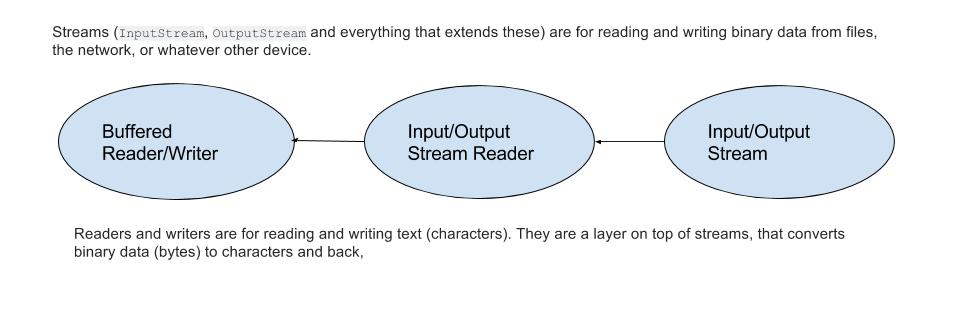 Streams (InputStream, OutputStream and everything that extends these) are for reading and writing binary data from files,
the network, or whatever other device.
Buffered
Reader/Writer
Input/Output
Stream Reader
Input/Output
Stream
Readers and writers are for reading and writing text (characters). They are a layer on top of streams, that converts
binary data (bytes) to characters and back,